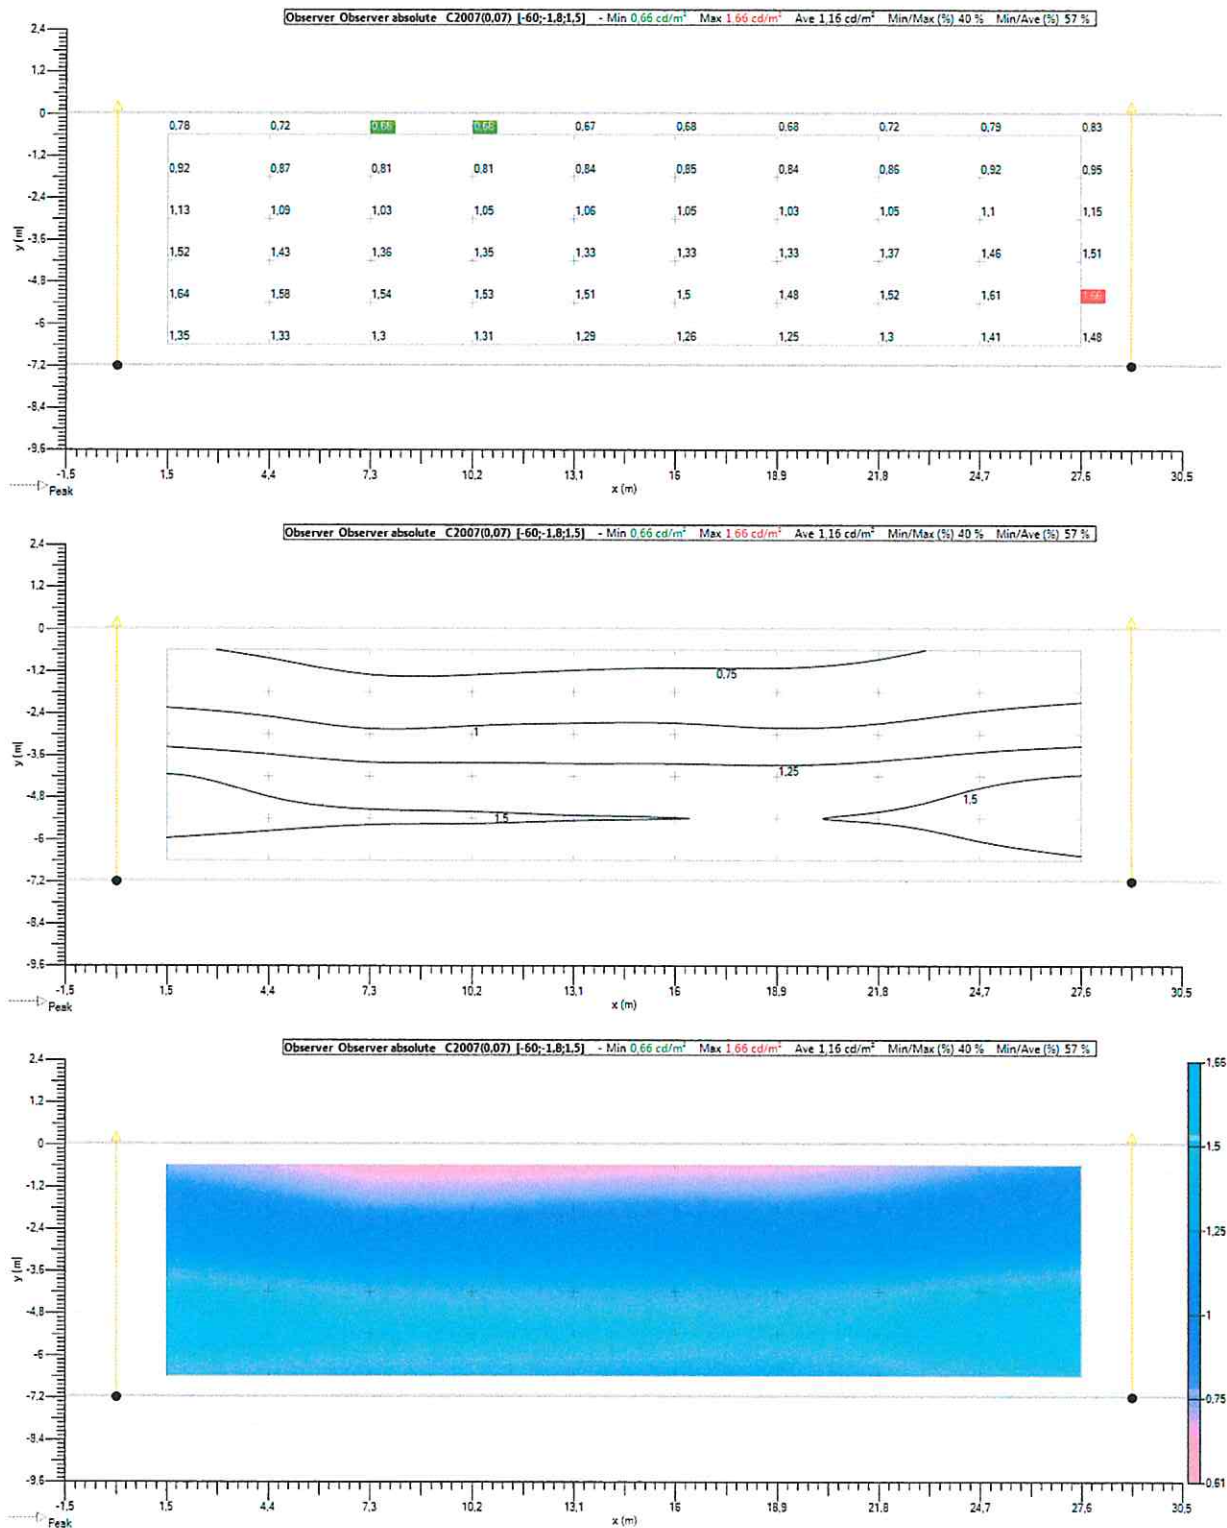 Observer Observer absolute C2007(0,07) [-60;-1,8;1,5] - Min 0,66 cd/m² Max 1,66 cd/m² Ave 1,16 cd/m² Min/Max (%) 40 % Min/Ave (%) 57 %
2,4
1,2
0
0,78 0,72 0,66 0,66 0,67 0,68 0,68 0,72 0,79 0,83
-1,2
0,92 0,87 0,81 0,81 0,84 0,85 0,84 0,86 0,92 0,95
-2,4
1,13 1,09 1,03 1,05 1,06 1,05 1,03 1,05 1,1 1,15
-3,6
y (m)
1,52 1,43 1,36 1,35 1,33 1,33 1,33 1,37 1,46 1,51
-4,8
1,64 1,58 1,54 1,53 1,51 1,5 1,48 1,52 1,61 1,66
-6
1,35 1,33 1,3 1,31 1,29 1,26 1,25 1,3 1,41 1,48
-7,2
-8,4
-9,6
-1,5 1,5 4,4 7,3 10,2 13,1 16 18,9 21,8 24,7 27,6 30,5
Peak x (m)
Observer Observer absolute C2007(0,07) [-60;-1,8;1,5] - Min 0,66 cd/m² Max 1,66 cd/m² Ave 1,16 cd/m² Min/Max (%) 40 % Min/Ave (%) 57 %
2,4
1,2
0
-1,2
0,75
-2,4
1
-3,6
y (m)
1,25
-4,8
1,5
1,5
-6
-7,2
-8,4
-9,6
-1,5 1,5 4,4 7,3 10,2 13,1 16 18,9 21,8 24,7 27,6 30,5
Peak x (m)
Observer Observer absolute C2007(0,07) [-60;-1,8;1,5] - Min 0,66 cd/m² Max 1,66 cd/m² Ave 1,16 cd/m² Min/Max (%) 40 % Min/Ave (%) 57 %
2,4
1,65
1,2
1,5
0
-1,2
-2,4
1,25
-3,6
y (m)
-4,8
1
-6
-7,2
0,75
-8,4
-9,6
0,61
-1,5 1,5 4,4 7,3 10,2 13,1 16 18,9 21,8 24,7 27,6 30,5
Peak x (m)